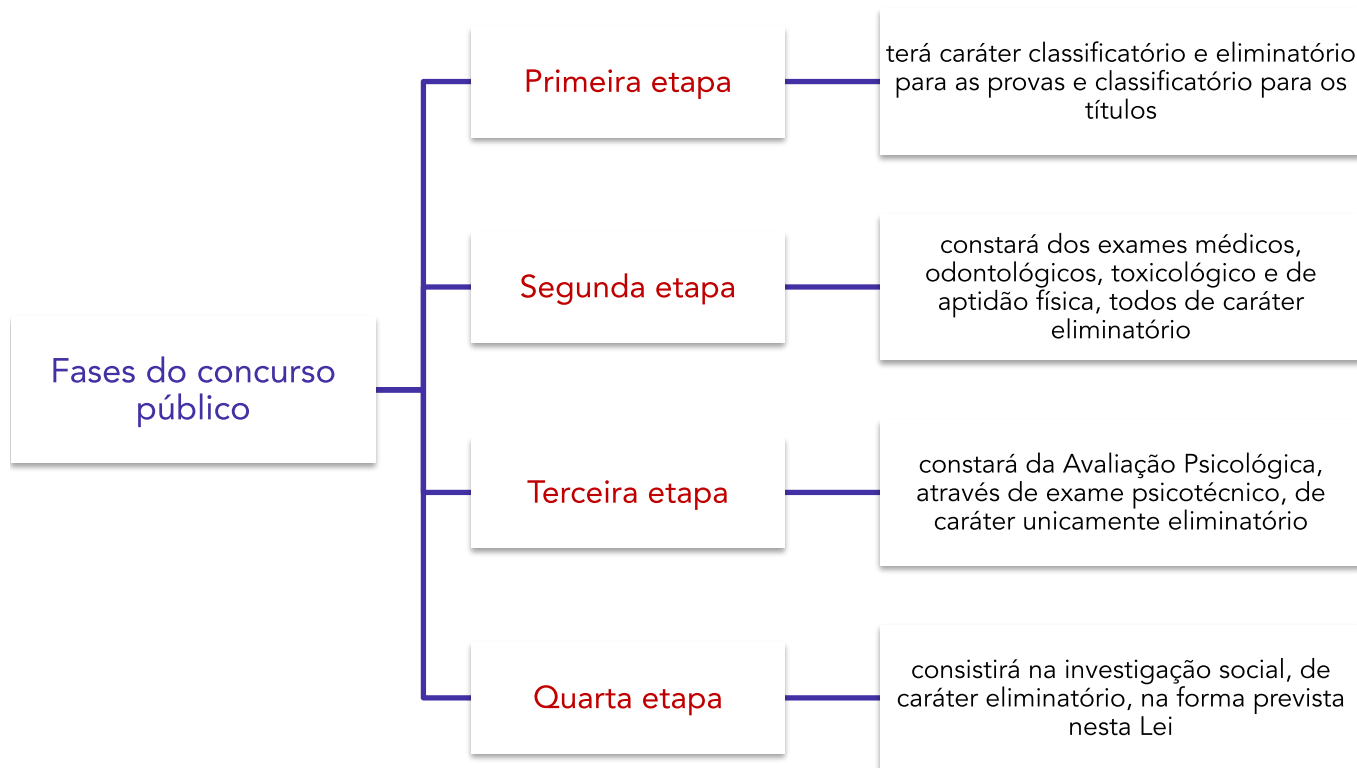 Fases do concurso
público
Primeira etapa
terá caráter classificatório e eliminatório
para as provas e classificatório para os
títulos
Segunda etapa
constará dos exames médicos,
odontológicos, toxicológico e de
aptidão física, todos de caráter
eliminatório
Terceira etapa
constará da Avaliação Psicológica,
através de exame psicotécnico, de
caráter unicamente eliminatório
Quarta etapa
consistirá na investigação social, de
caráter eliminatório, na forma prevista
nesta Lei